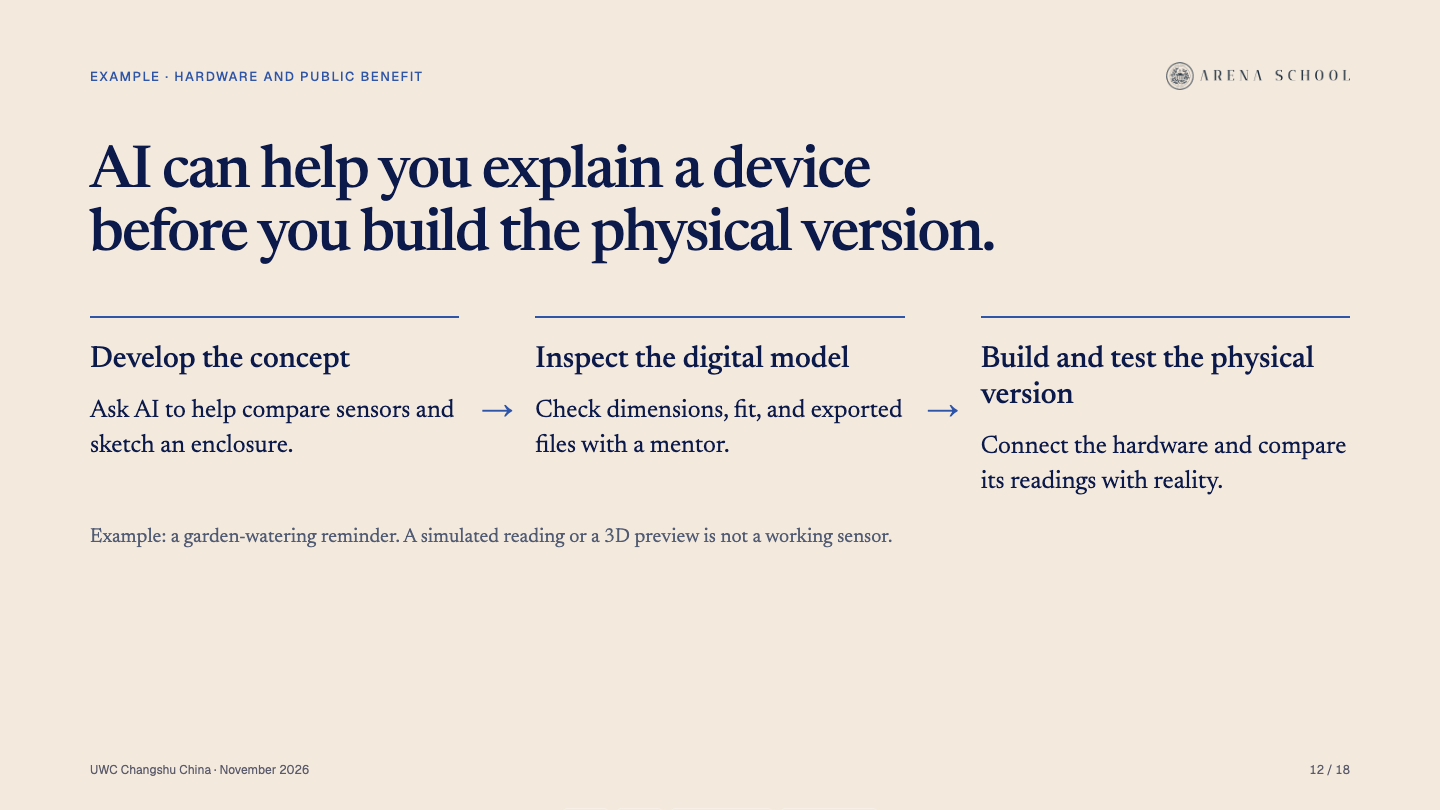 EXAMPLE · HARDWARE AND PUBLIC BENEFIT
ARENA SCHOOL
AI can help you explain a device
before you build the physical version.
Develop the concept
Ask AI to help compare sensors and
sketch an enclosure.
→
Inspect the digital model
Check dimensions, fit, and exported
files with a mentor.
→
Build and test the physical
version
Connect the hardware and compare
its readings with reality.
Example: a garden-watering reminder. A simulated reading or a 3D preview is not a working sensor.
UWC Changshu China · November 2026
12 / 18